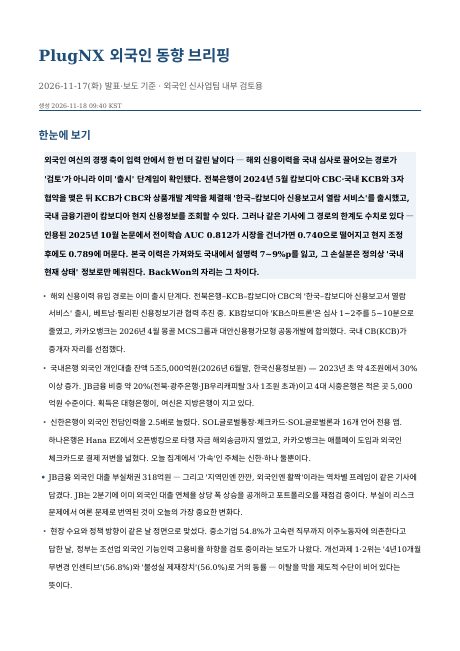 PlugNX 외국인 동향 브리핑
2026-11-17(화) 발표·보도 기준 · 외국인 신사업팀 내부 검토용
생성 2026-11-18 09:40 KST
한눈에 보기
외국인 여신의 경쟁 축이 입력 안에서 한 번 더 갈린 날이다 — 해외 신용이력을 국내 심사로 끌어오는 경로가
'검토'가 아니라 이미 '출시' 단계임이 확인됐다. 전북은행이 2024년 5월 캄보디아 CBC·국내 KCB와 3자
협약을 맺은 뒤 KCB가 CBC와 상품개발 계약을 체결해 '한국–캄보디아 신용보고서 열람 서비스'를 출시했고,
국내 금융기관이 캄보디아 현지 신용정보를 조회할 수 있다. 그러나 같은 기사에 그 경로의 한계도 수치로 있다 —
인용된 2025년 10월 논문에서 전이학습 AUC 0.812가 시장을 건너가면 0.740으로 떨어지고 현지 조정
후에도 0.789에 머문다. 본국 이력은 가져와도 국내에서 설명력 7~9%p를 잃고, 그 손실분은 정의상 '국내
현재 상태' 정보로만 메워진다. BackWon의 자리는 그 차이다.
• 해외 신용이력 유입 경로는 이미 출시 단계다. 전북은행–KCB–캄보디아 CBC의 '한국–캄보디아 신용보고서 열람
서비스' 출시, 베트남·필리핀 신용정보기관 협력 추진 중. KB캄보디아 'KB스마트론'은 심사 1~2주를 5~10분으로
줄였고, 카카오뱅크는 2026년 4월 몽골 MCS그룹과 대안신용평가모형 공동개발에 합의했다. 국내 CB(KCB)가
중개자 자리를 선점했다.
• 국내은행 외국인 개인대출 잔액 5조5,000억원(2026년 6월말, 한국신용정보원) — 2023년 초 약 4조원에서 30%
이상 증가. JB금융 비중 약 20%(전북·광주은행·JB우리캐피탈 3사 1조원 초과)이고 4대 시중은행은 적은 곳 5,000
억원 수준이다. 획득은 대형은행이, 여신은 지방은행이 지고 있다.
• 신한은행이 외국인 전담인력을 2.5배로 늘렸다. SOL글로벌통장·체크카드·SOL글로벌론과 16개 언어 전용 앱.
하나은행은 Hana EZ에서 오픈뱅킹으로 타행 자금 해외송금까지 열었고, 카카오뱅크는 애플페이 도입과 외국인
체크카드로 결제 저변을 넓혔다. 오늘 집계에서 '가속'인 주체는 신한·하나 둘뿐이다.
• JB금융 외국인 대출 부실채권 318억원 — 그리고 '지역민엔 깐깐, 외국인엔 활짝'이라는 역차별 프레임이 같은 기사에
담겼다. JB는 2분기에 이미 외국인 대출 연체율 상당 폭 상승을 공개하고 포트폴리오를 재점검 중이다. 부실이 리스크
문제에서 여론 문제로 번역된 것이 오늘의 가장 중요한 변화다.
• 현장 수요와 정책 방향이 같은 날 정면으로 맞섰다. 중소기업 54.8%가 고숙련 직무까지 이주노동자에 의존한다고
답한 날, 정부는 조선업 외국인 기능인력 고용비율 하향을 검토 중이라는 보도가 나왔다. 개선과제 1·2위는 '4년10개월
무변경 인센티브'(56.8%)와 '불성실 제재장치'(56.0%)로 거의 동률 — 이탈을 막을 제도적 수단이 비어 있다는
뜻이다.